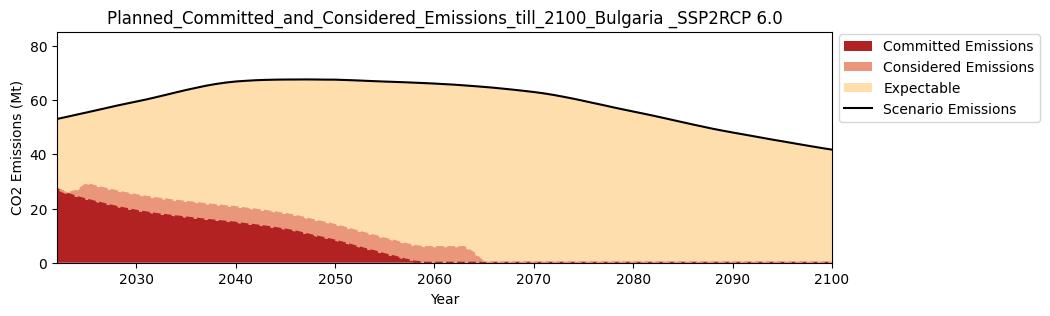 Planned_Committed_and_Considered_Emissions_till_2100_Bulgaria _SSP2RCP 6.0
CO2 Emissions (Mt)
80
60
40
20
0
2030 2040 2050 2060 2070 2080 2090 2100
Year
Committed Emissions
Considered Emissions
Expectable
Scenario Emissions